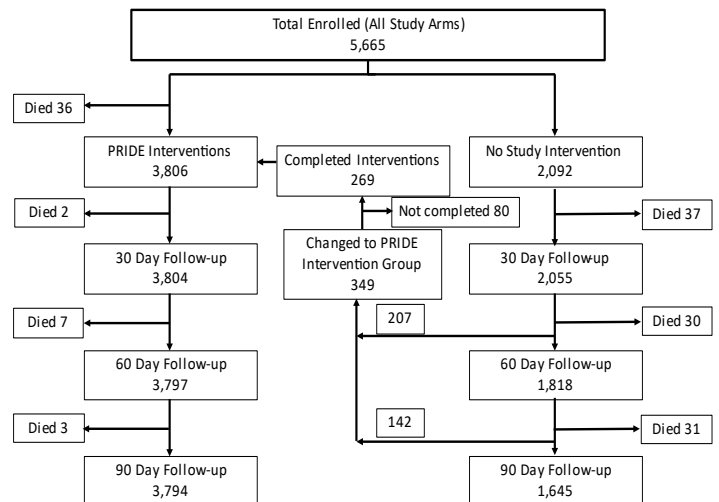 Total Enrolled (All Study Arms)
5,665
Died 36
PRIDE Interventions
3,806
Completed Interventions
269
No Study Intervention
2,092
Died 2
Not completed 80
Died 37
30 Day Follow-up
3,804
Changed to PRIDE
Intervention Group
349
30 Day Follow-up
2,055
Died 7
207
Died 30
60 Day Follow-up
3,797
60 Day Follow-up
1,818
Died 3
142
Died 31
90 Day Follow-up
3,794
90 Day Follow-up
1,645